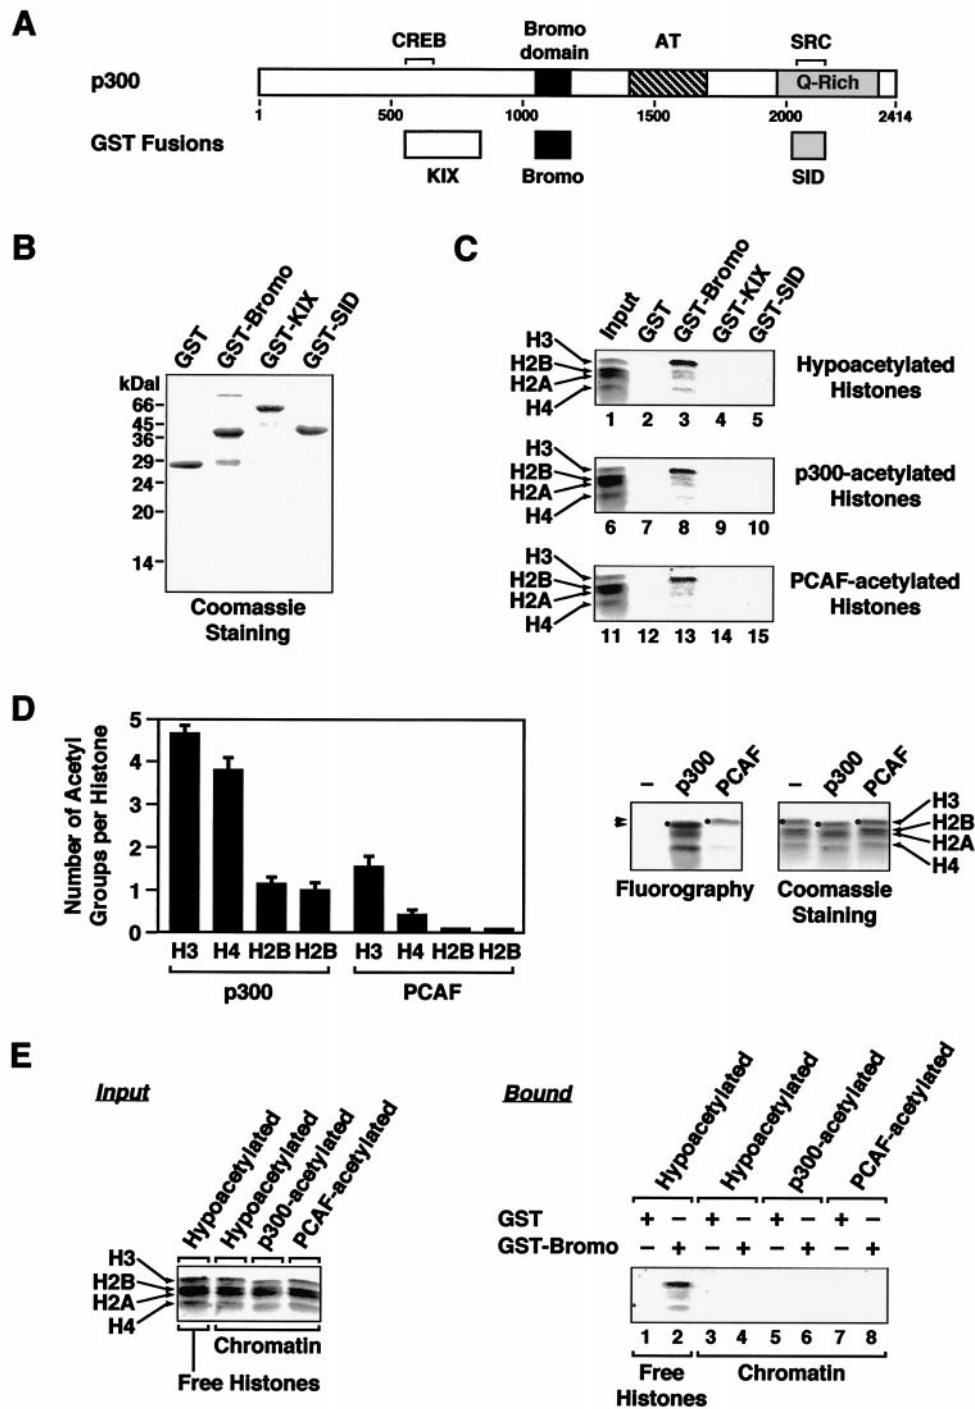 A
CREB
Bromo
domain
AT
SRC
p300
Q-Rich
1
500
1000
1500
2000
2414
GST Fusions
KIX
Bromo
SID
B
GST
GST-Bromo
GST-KIX
GST-SID
kDal
66
45
36
29
24
20
14
Coomassie
Staining
C
Input
GST
GST-Bromo
GST-KIX
GST-SID
H3
H2B
H2A
H4
1 2 3 4 5
Hypoacetylated
Histones
H3
H2B
H2A
H4
6 7 8 9 10
p300-acetylated
Histones
H3
H2B
H2A
H4
11 12 13 14 15
PCAF-acetylated
Histones
D
Number of Acetyl
Groups per Histone
5
4
3
2
1
0
H3 H4 H2B H2B H3 H4 H2B H2B
p300 PCAF
– p300 PCAF
Fluorography
– p300 PCAF
H3
H2B
H2A
H4
Coomassie
Staining
E
Input
Hypoacetylated
Hypoacetylated
p300-acetylated
PCAF-acetylated
H3
H2B
H2A
H4
Chromatin
Free Histones
Bound
Hypoacetylated
Hypoacetylated
p300-acetylated
PCAF-acetylated
GST + – + – + – + –
GST-Bromo – + – + – + – +
1 2 3 4 5 6 7 8
Free
Histones
Chromatin